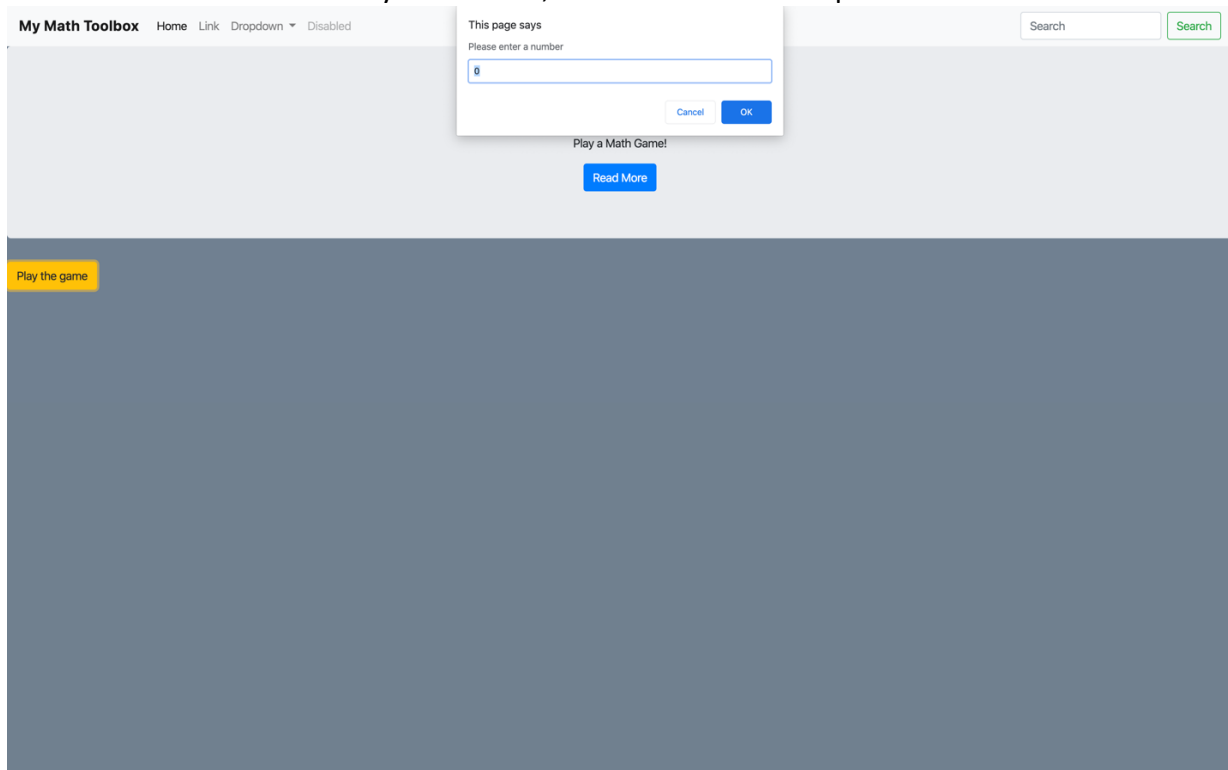 My Math Toolbox Home Link Dropdown Disabled
Search Search
This page says
Please enter a number
0
Cancel OK
Play a Math Game!
Read More
Play the game